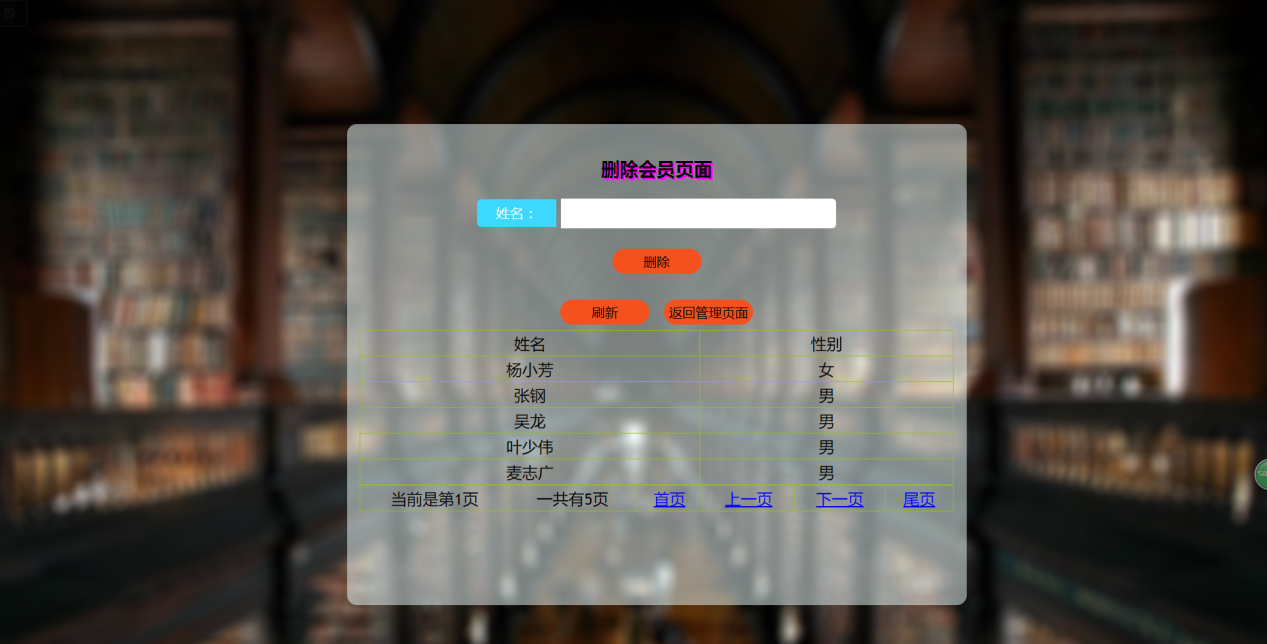 删除会员页面
姓名：
删除
刷新 返回管理页面
姓名 性别
杨小芳 女
张钢 男
吴龙 男
叶少伟 男
麦志广 男
当前是第1页 一共有5页 首页 上一页 下一页 尾页